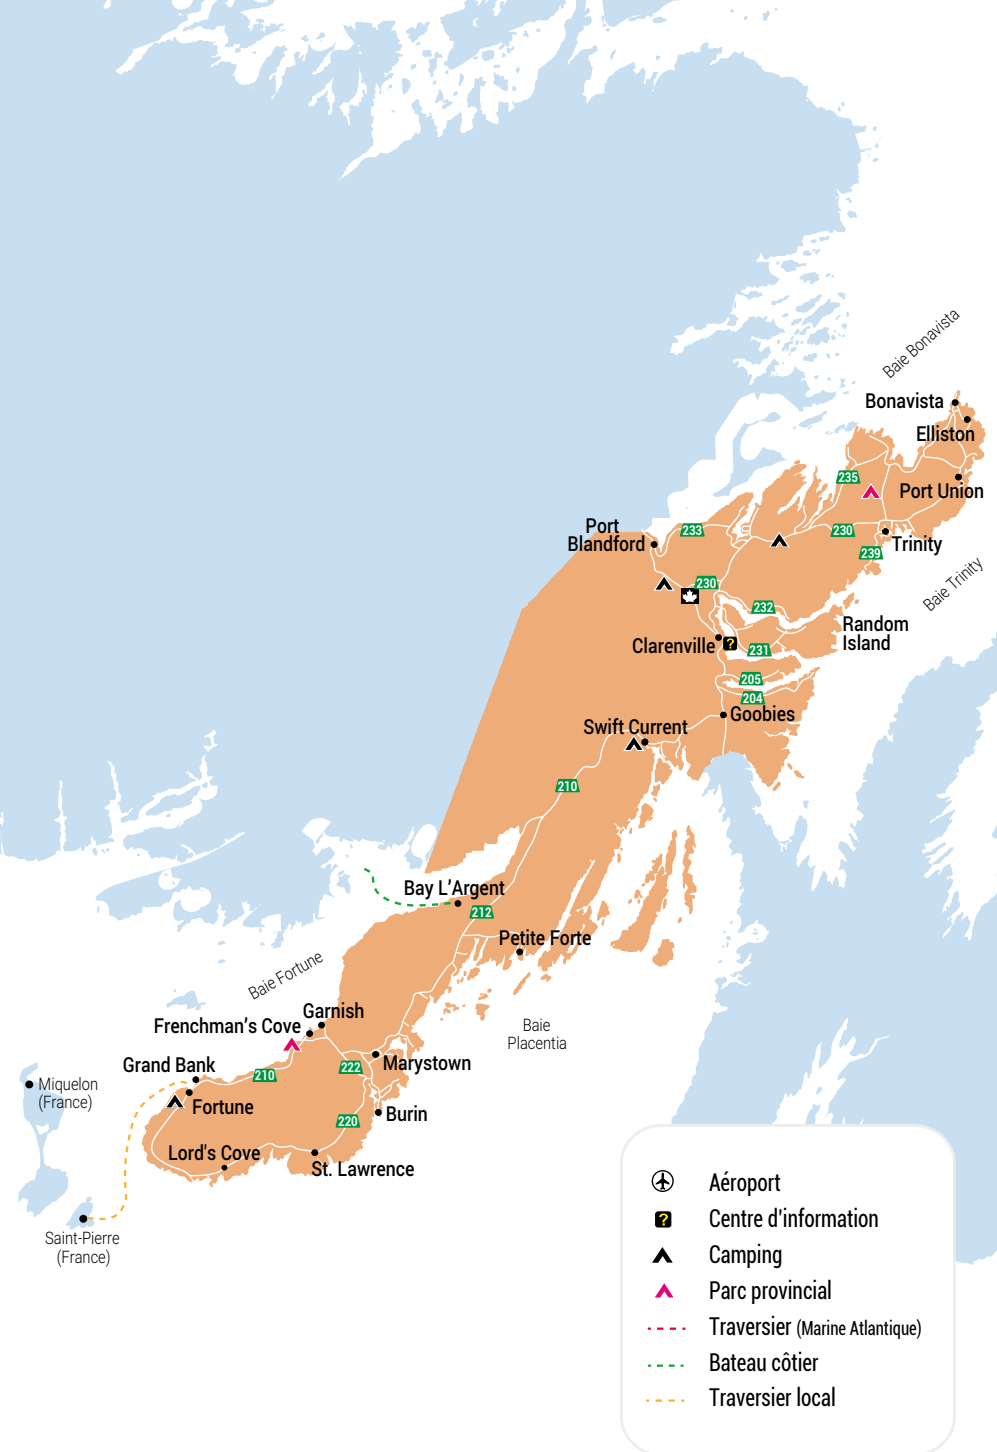 Baie Bonavista
Bonavista
Elliston
235
Port Union
Port
Blandford
233
230
Trinity
239
Baie Trinity
230
232
Random
Island
Clarenville
?
231
205
204
Goobies
Swift Current
210
Bay L'Argent
212
Petite Forte
Baie Fortune
Garnish
Frenchman's Cove
Baie
Placentia
Grand Bank
210
222
Marystown
Miquelon
(France)
Fortune
Burin
220
Lord's Cove
St. Lawrence
Saint-Pierre
(France)
Aéroport
? Centre d'information
Camping
Parc provincial
Traversier (Marine Atlantique)
Bateau côtier
Traversier local